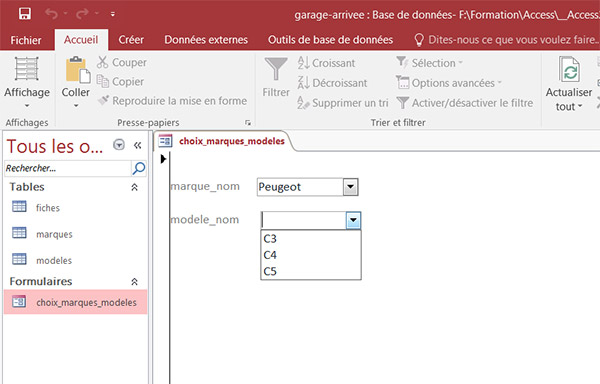 garage-arrivee : Base de données- F:\Formation\Access\__Access.
Fichier Accueil Créer Données externes Outils de base de données Dites-nous ce que vous voulez faire..
Affichage
Affichages
Coller
Couper
Copier
Reproduire la mise en forme
Presse-papiers
Filtrer
Croissant
Décroissant
Supprimer un tri
Sélection
Options avancées
Activer/désactiver le filtre
Trier et filtrer
Actualiser
tout
Tous les o...
Rechercher...
Tables
fiches
marques
modeles
Formulaires
choix_marques_modeles
choix_marques_modeles
marque_nom Peugeot
modele_nom
C3
C4
C5